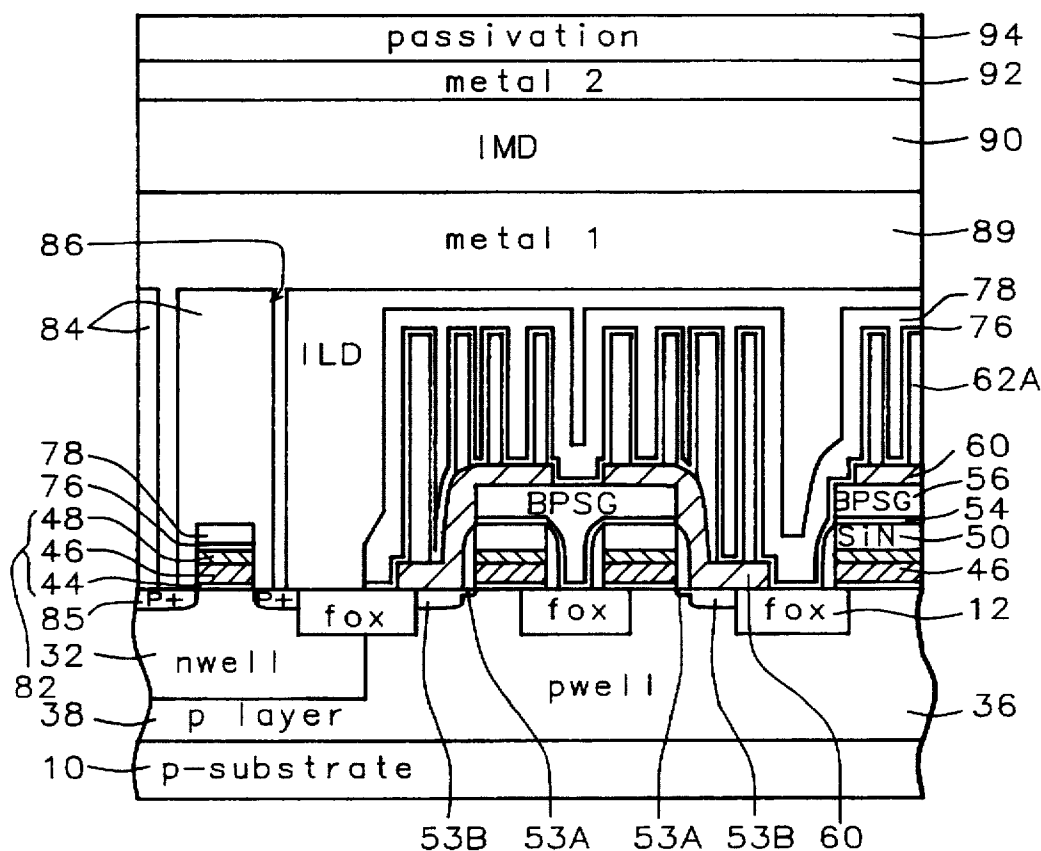 passivation 94
metal 2 92
IMD 90
metal 1 89
86
84
ILD
78
76
62A
78
76
48
46
44
82
60
56
54
50
46
BPSG
BPSG
SiN
85 P+ P+
fox fox fox 12
32 nwell
pwell 36
38 p layer
10 p-substrate
53B 53A 53A 53B 60